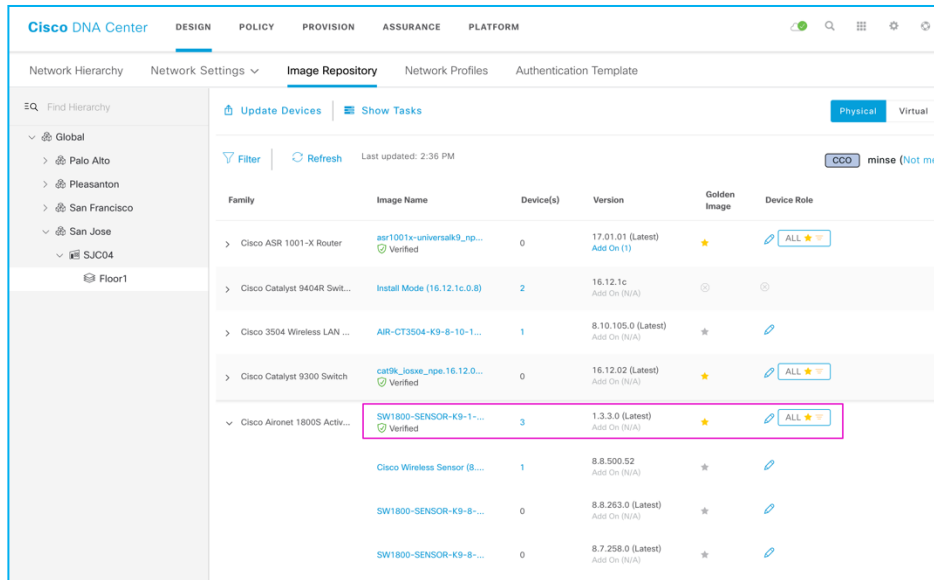 Cisco DNA Center DESIGN POLICY PROVISION ASSURANCE PLATFORM
Network Hierarchy Network Settings Image Repository Network Profiles Authentication Template
Find Hierarchy
Global
Palo Alto
Pleasanton
San Francisco
San Jose
SJC04
Floor1
Update Devices Show Tasks Physical Virtual
Filter Refresh Last updated: 2:36 PM CCO minse (Not me
Family Image Name Device(s) Version Golden Image Device Role
Cisco ASR 1001-X Router asr1001x-universalk9_np... 0 17.01.01 (Latest) ALL
Verified Add On (1)
Cisco Catalyst 9404R Swit... Install Mode (16.12.1c.0.8) 2 16.12.1c
Add On (N/A)
Cisco 3504 Wireless LAN ... AIR-CT3504-K9-8-10-1... 1 8.10.105.0 (Latest)
Add On (N/A)
Cisco Catalyst 9300 Switch cat9k_iosxe_npe.16.12.0... 0 16.12.02 (Latest) ALL
Verified Add On (N/A)
Cisco Aironet 1800S Activ... SW1800-SENSOR-K9-1-... 3 1.3.3.0 (Latest) ALL
Verified Add On (N/A)
Cisco Wireless Sensor (8.... 1 8.8.500.52
Add On (N/A)
SW1800-SENSOR-K9-8-... 0 8.8.263.0 (Latest)
Add On (N/A)
SW1800-SENSOR-K9-8-... 0 8.7.258.0 (Latest)
Add On (N/A)